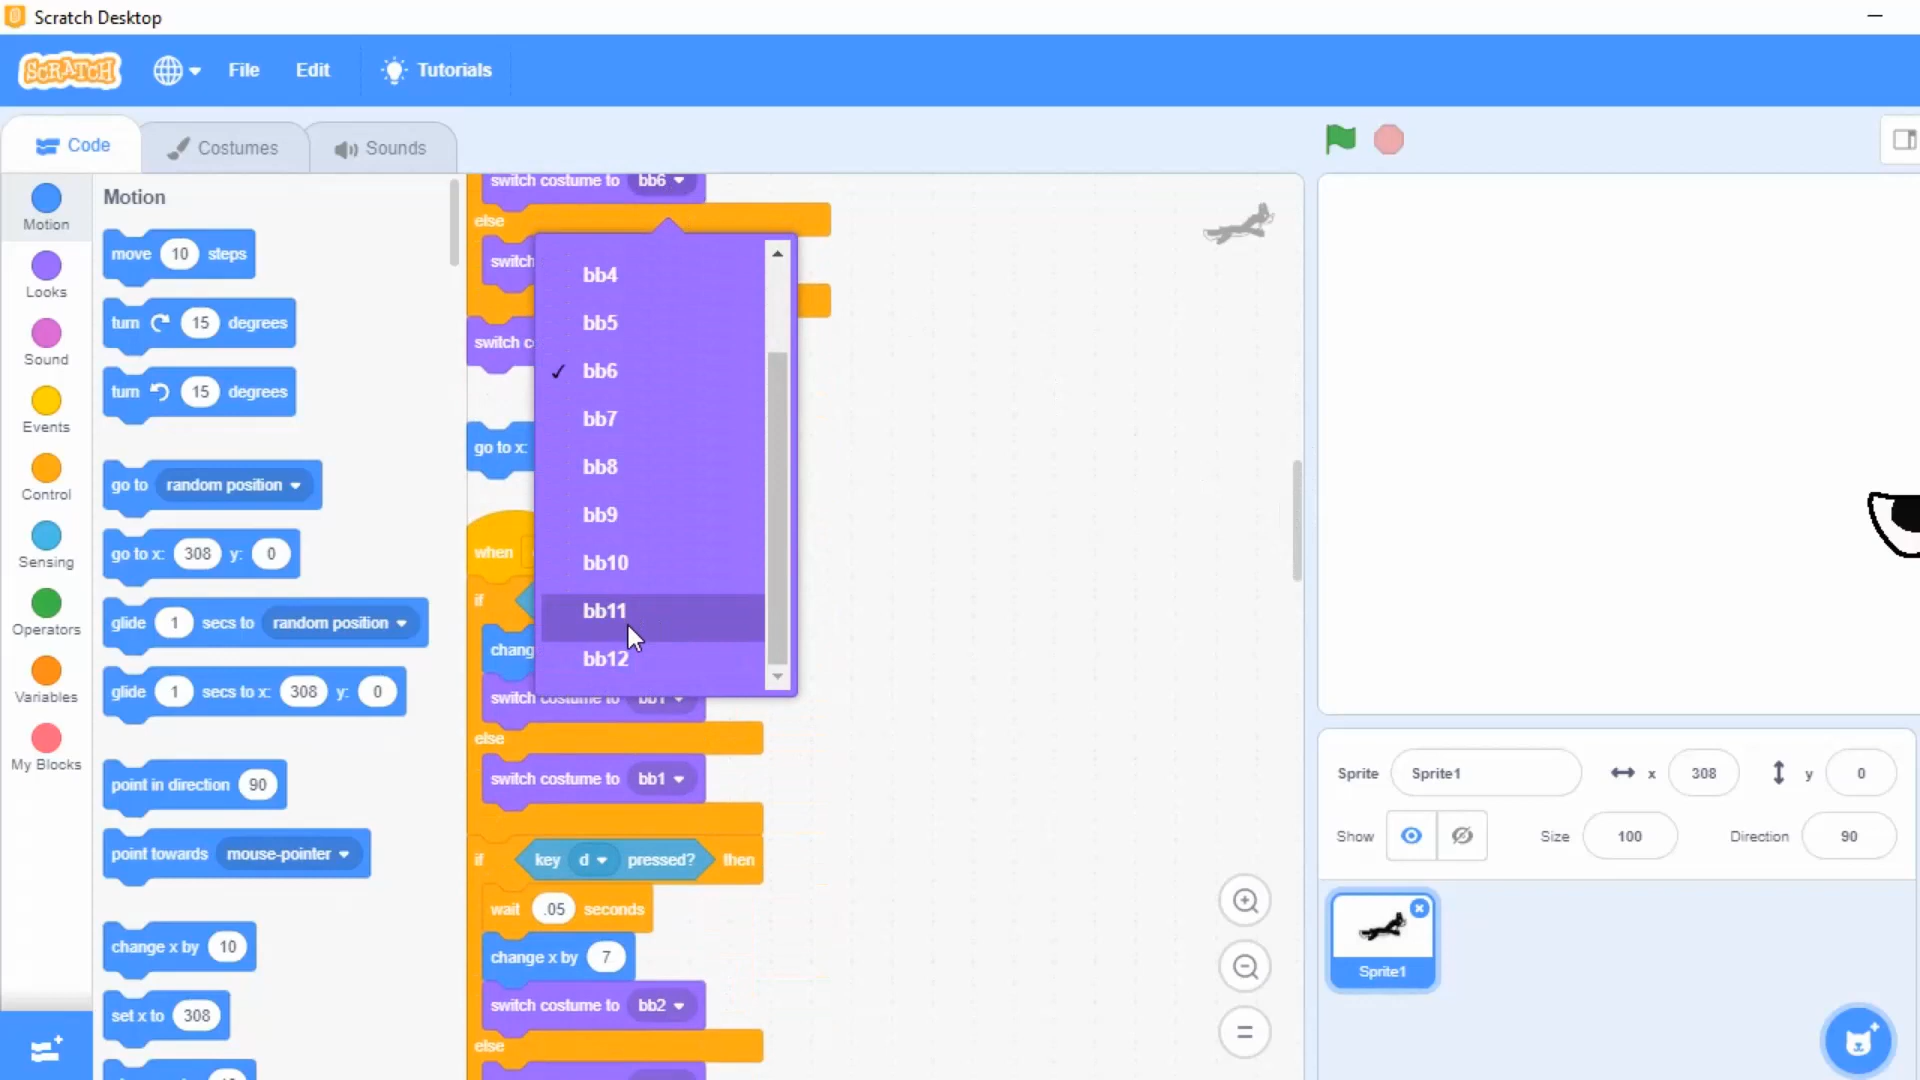 Scratch Desktop
SCRATCH
File
Edit
Tutorials
Code
Costumes
Sounds
Motion
Looks
Sound
Events
Control
Sensing
Operators
Variables
My Blocks
Motion
move 10 steps
turn 15 degrees
turn 15 degrees
go to random position
go to x: 308 y: 0
glide 1 secs to random position
glide 1 secs to x: 308 y: 0
point in direction 90
point towards mouse-pointer
change x by 10
set x to 308
switch costume to bb6
else
switch
switch c
go to x:
when
if
chang
switch costume to bb1
else
switch costume to bb1
if key d pressed? then
wait .05 seconds
change x by 7
switch costume to bb2
else
bb4
bb5
✓ bb6
bb7
bb8
bb9
bb10
bb11
bb12
Sprite Sprite1 x 308 y 0
Show Size 100 Direction 90
Sprite1